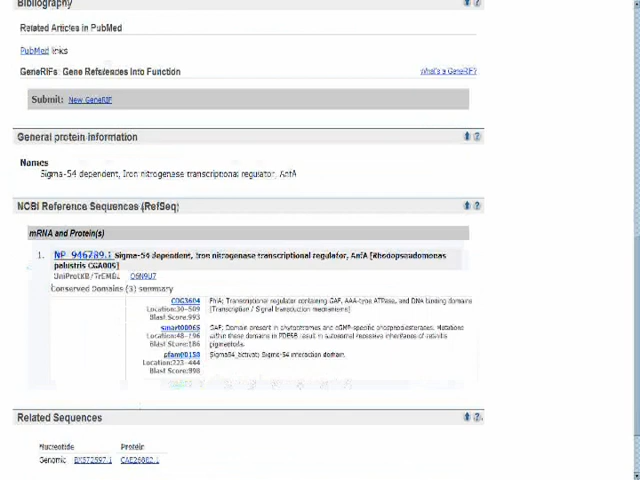 Bibliography
Related Articles in PubMed
PubMed links
GeneRIFs: Gene References Into Function What's a GeneRIF?
Submit: New GeneRIF
General protein information
Names
Sigma-54 dependent, Iron nitrogenase transcriptional regulator, AnfA
NCBI Reference Sequences (RefSeq)
mRNA and Protein(s)
1. NP_946789.1 Sigma-54 dependent, Iron nitrogenase transcriptional regulator, AnfA [Rhodopseudomonas
palustris CGA009]
UniProtKB/TrEMBL Q6N9U7
Conserved Domains (3) summary
COG3604 FhlA; Transcriptional regulator containing GAF, AAA-type ATPase, and DNA binding domains
Location:30-509 [Transcription / Signal transduction mechanisms]
Blast Score:993
smart00065 GAF; Domain present in phytochromes and cGMP-specific phosphodiesterases. Mutations
Location:48-196 within these domains in PDE6B result in autosomal recessive inheritance of retinitis
Blast Score:186 pigmentosa.
pfam00158 Sigma54_activat; Sigma-54 interaction domain.
Location:223-444
Blast Score:998
Related Sequences
Nucleotide Protein
Genomic BX572597.1 CAE26882.1